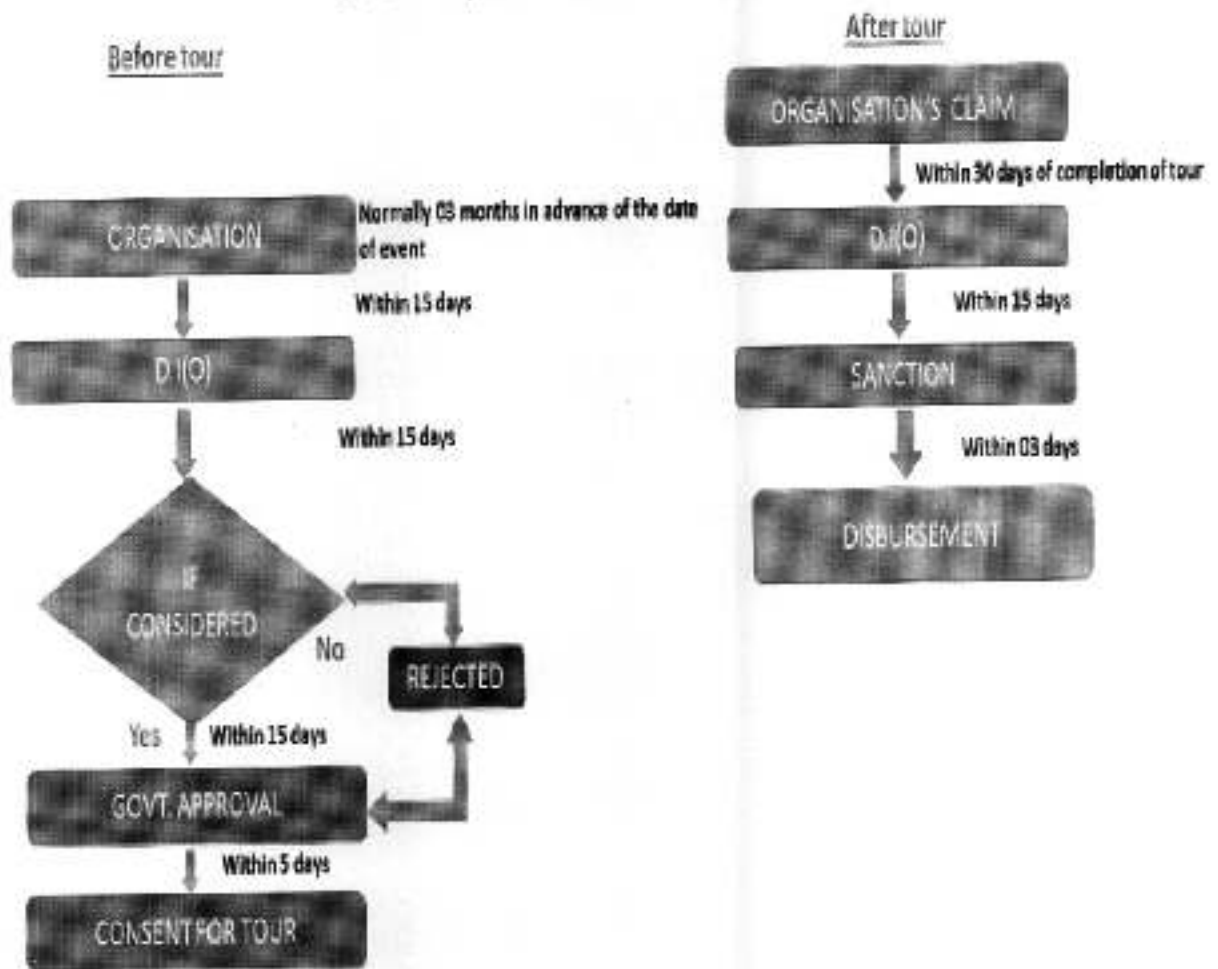 Before tour
ORGANISATION
Normally 03 months in advance of the date
of event
Within 15 days
D.I(O)
Within 15 days
IF
CONSIDERED
No
REJECTED
Yes
Within 15 days
GOVT. APPROVAL
Within 5 days
CONSENT FOR TOUR
After tour
ORGANISATION'S CLAIM
Within 30 days of completion of tour
D.I(O)
Within 15 days
SANCTION
Within 03 days
DISBURSEMENT